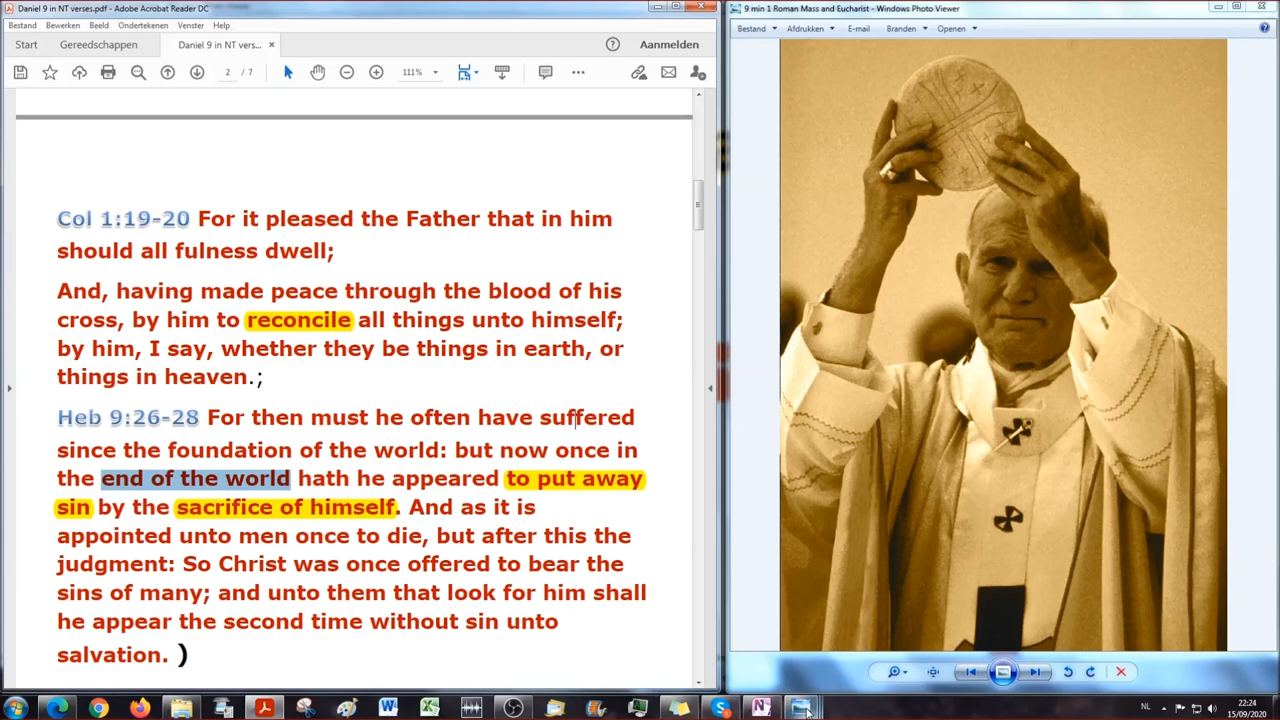 Daniel 9 in NT verses.pdf - Adobe Acrobat Reader DC
Bestand Bewerken Beeld Ondertekenen Venster Help
Start Gereedschappen Daniel 9 in NT vers... × Aanmelden
2 / 7 111%
Col 1:19-20 For it pleased the Father that in him
should all fulness dwell;
And, having made peace through the blood of his
cross, by him to reconcile all things unto himself;
by him, I say, whether they be things in earth, or
things in heaven.;
Heb 9:26-28 For then must he often have suffered
since the foundation of the world: but now once in
the end of the world hath he appeared to put away
sin by the sacrifice of himself. And as it is
appointed unto men once to die, but after this the
judgment: So Christ was once offered to bear the
sins of many; and unto them that look for him shall
he appear the second time without sin unto
salvation. )
9 min 1 Roman Mass and Eucharist - Windows Photo Viewer
Bestand Afdrukken E-mail Branden Openen
NL
22:24
15/09/2020